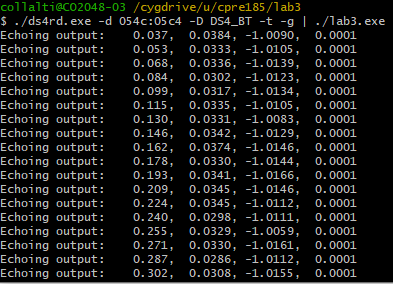 collalti@CO2048-03 /cygdrive/u/cpre185/lab3
$ ./ds4rd.exe -d 054c:05c4 -D DS4_BT -t -g | ./lab3.exe
Echoing output:    0.037,  0.0384, -1.0090,  0.0001
Echoing output:    0.053,  0.0333, -1.0105,  0.0001
Echoing output:    0.068,  0.0336, -1.0139,  0.0001
Echoing output:    0.084,  0.0302, -1.0123,  0.0001
Echoing output:    0.099,  0.0317, -1.0134,  0.0001
Echoing output:    0.115,  0.0335, -1.0105,  0.0001
Echoing output:    0.130,  0.0331, -1.0083,  0.0001
Echoing output:    0.146,  0.0342, -1.0129,  0.0001
Echoing output:    0.162,  0.0374, -1.0146,  0.0001
Echoing output:    0.178,  0.0330, -1.0144,  0.0001
Echoing output:    0.193,  0.0341, -1.0166,  0.0001
Echoing output:    0.209,  0.0345, -1.0146,  0.0001
Echoing output:    0.224,  0.0345, -1.0112,  0.0001
Echoing output:    0.240,  0.0298, -1.0111,  0.0001
Echoing output:    0.255,  0.0329, -1.0059,  0.0001
Echoing output:    0.271,  0.0330, -1.0161,  0.0001
Echoing output:    0.287,  0.0286, -1.0112,  0.0001
Echoing output:    0.302,  0.0308, -1.0155,  0.0001